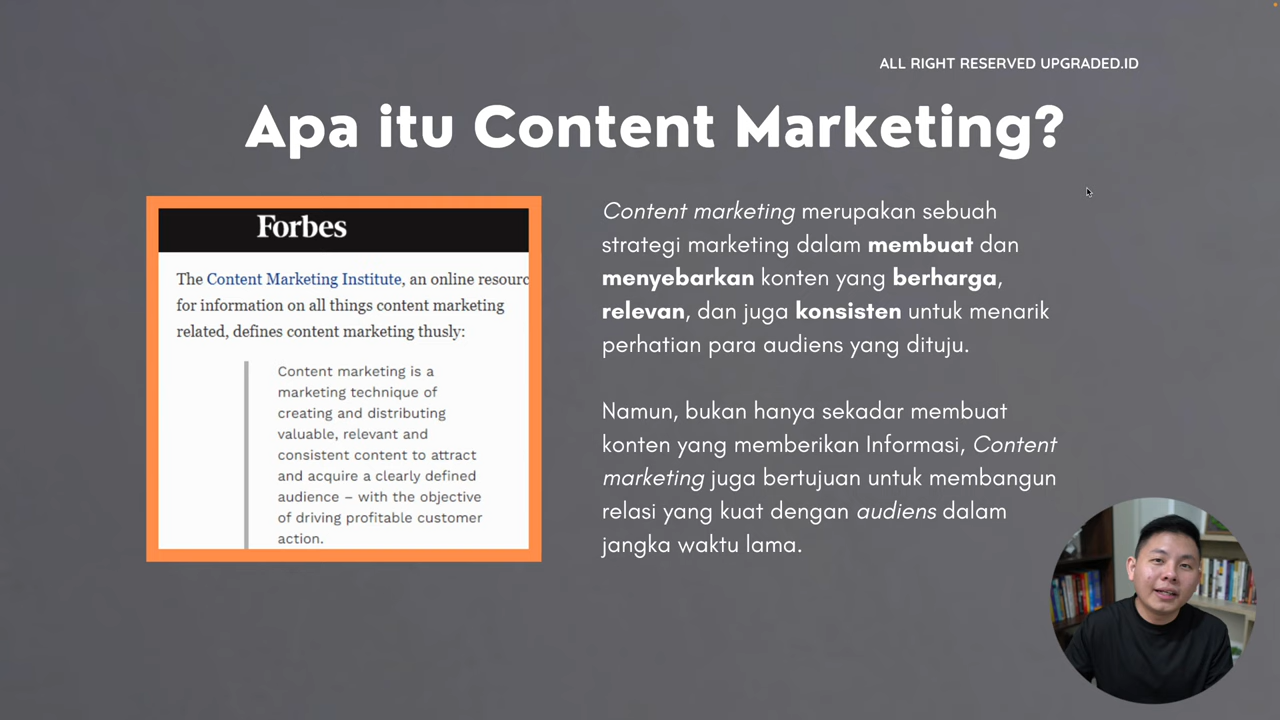 ALL RIGHT RESERVED UPGRADED.ID
Apa itu Content Marketing?
Forbes
The Content Marketing Institute, an online resourc
for information on all things content marketing
related, defines content marketing thusly:
Content marketing is a
marketing technique of
creating and distributing
valuable, relevant and
consistent content to attract
and acquire a clearly defined
audience – with the objective
of driving profitable customer
action.
Content marketing merupakan sebuah
strategi marketing dalam membuat dan
menyebarkan konten yang berharga,
relevan, dan juga konsisten untuk menarik
perhatian para audiens yang dituju.
Namun, bukan hanya sekadar membuat
konten yang memberikan Informasi, Content
marketing juga bertujuan untuk membangun
relasi yang kuat dengan audiens dalam
jangka waktu lama.